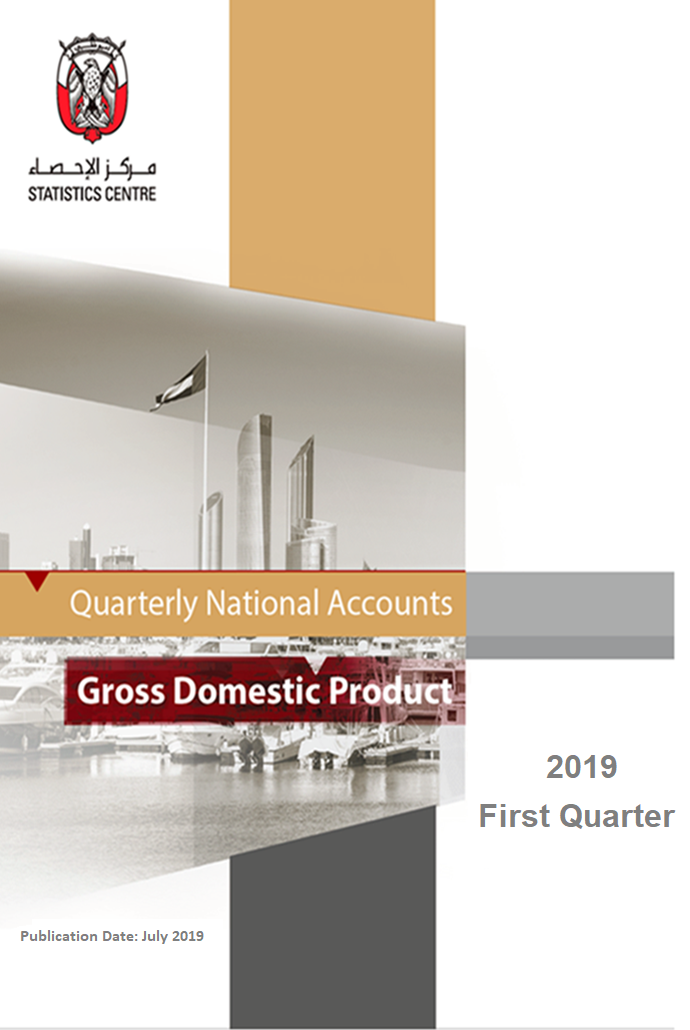 مركز الإحصاء
STATISTICS CENTRE
Quarterly National Accounts
Gross Domestic Product
2019
First Quarter
Publication Date: July 2019